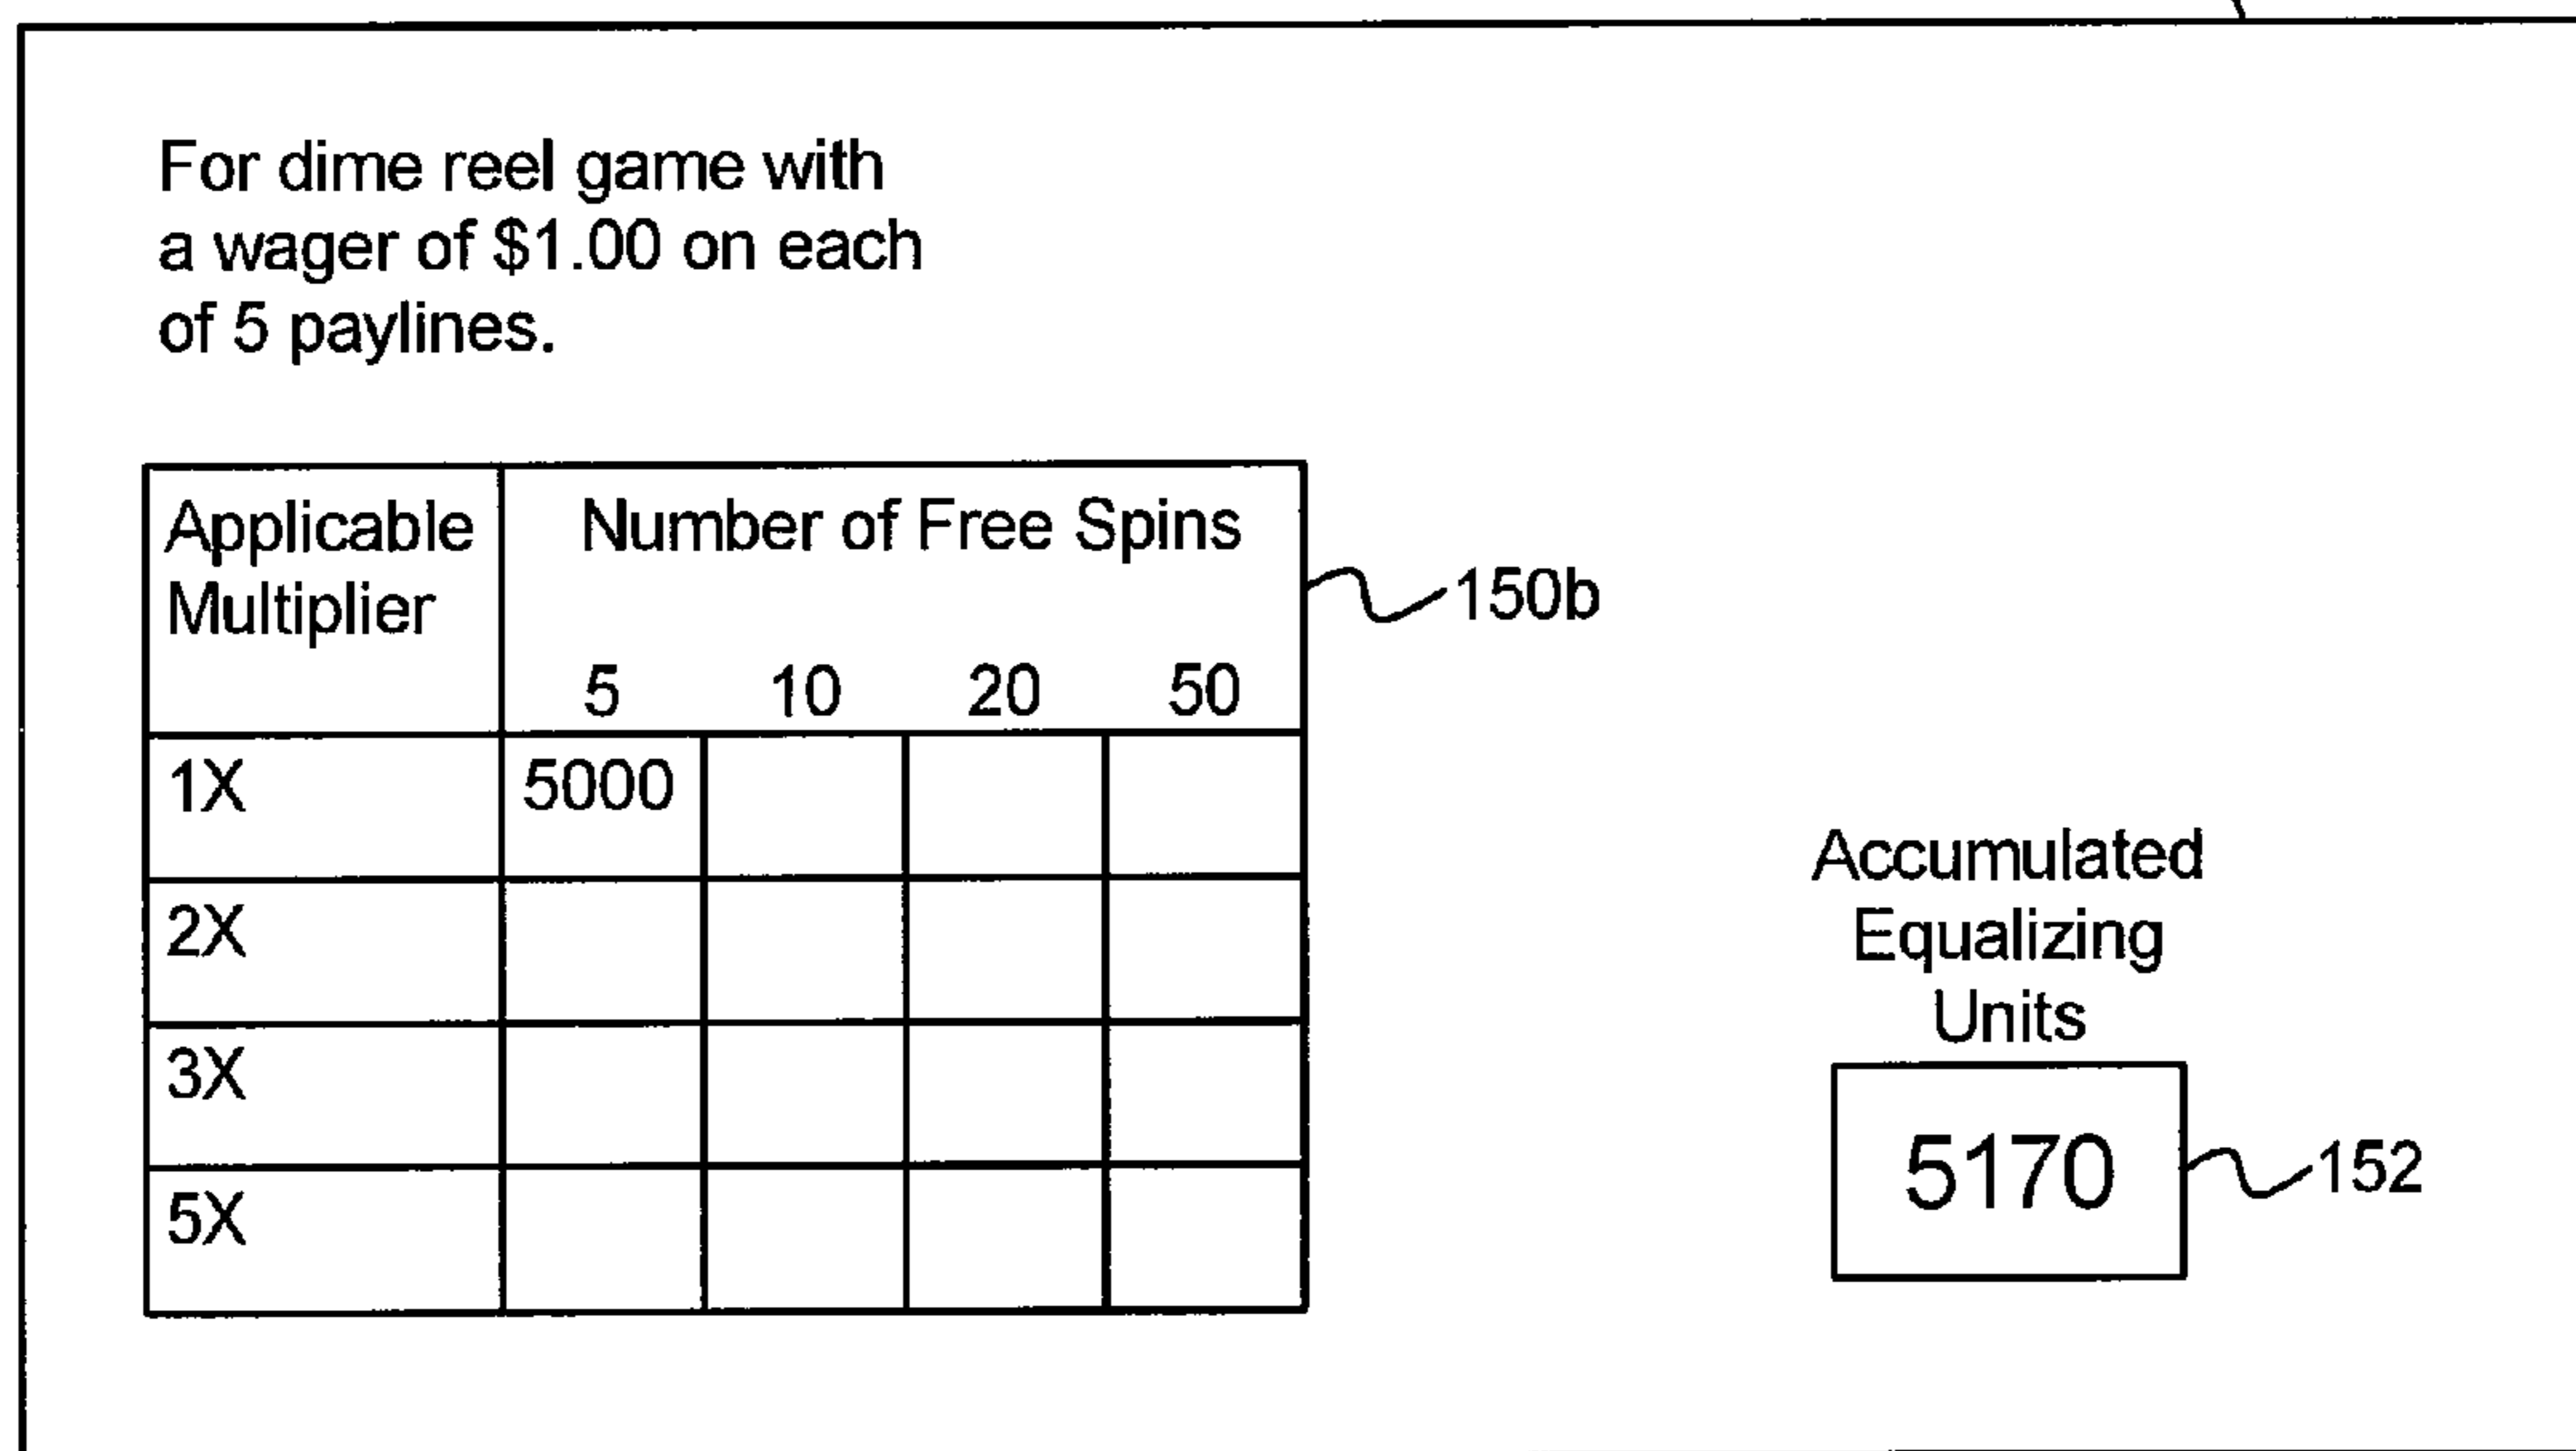 For dime reel game with
a wager of $1.00 on each
of 5 paylines.
Applicable
Multiplier
Number of Free Spins
5 10 20 50
150b
1X 5000
2X
3X
5X
Accumulated
Equalizing
Units
5170
152